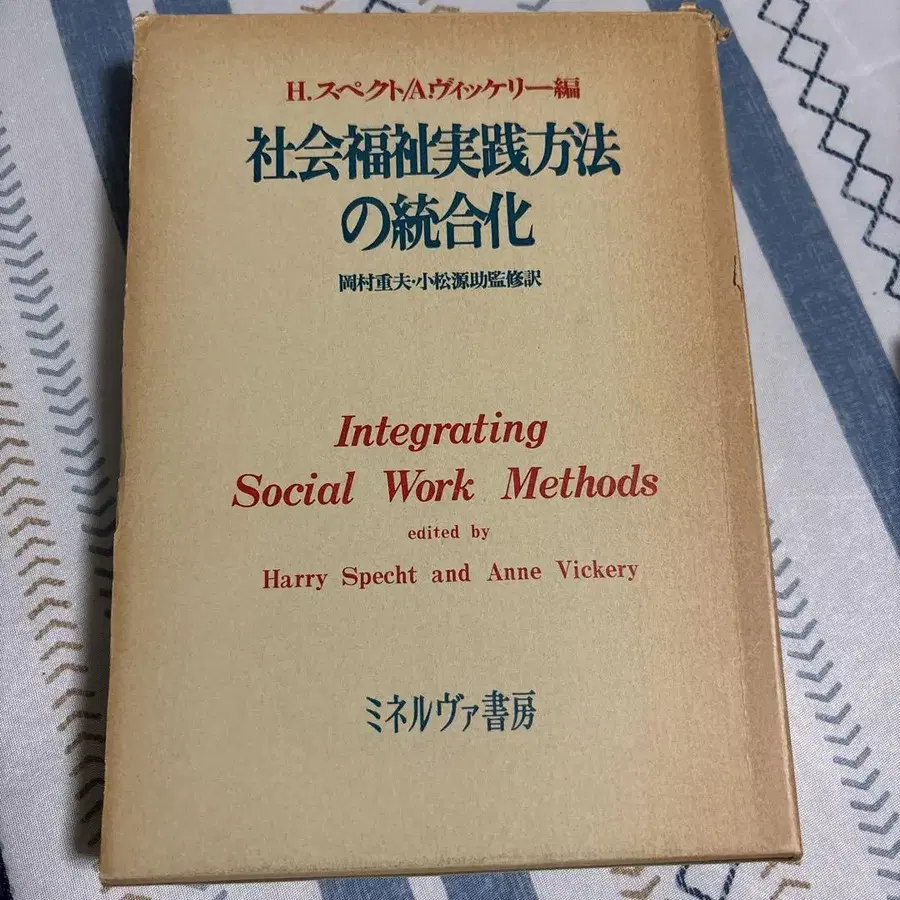 H.スペクト/A.ヴィッケリー編
社会福祉実践方法
の統合化
岡村重夫・小松源助監修訳
Integrating
Social Work Methods
edited by
Harry Specht and Anne Vickery
ミネルヴァ書房